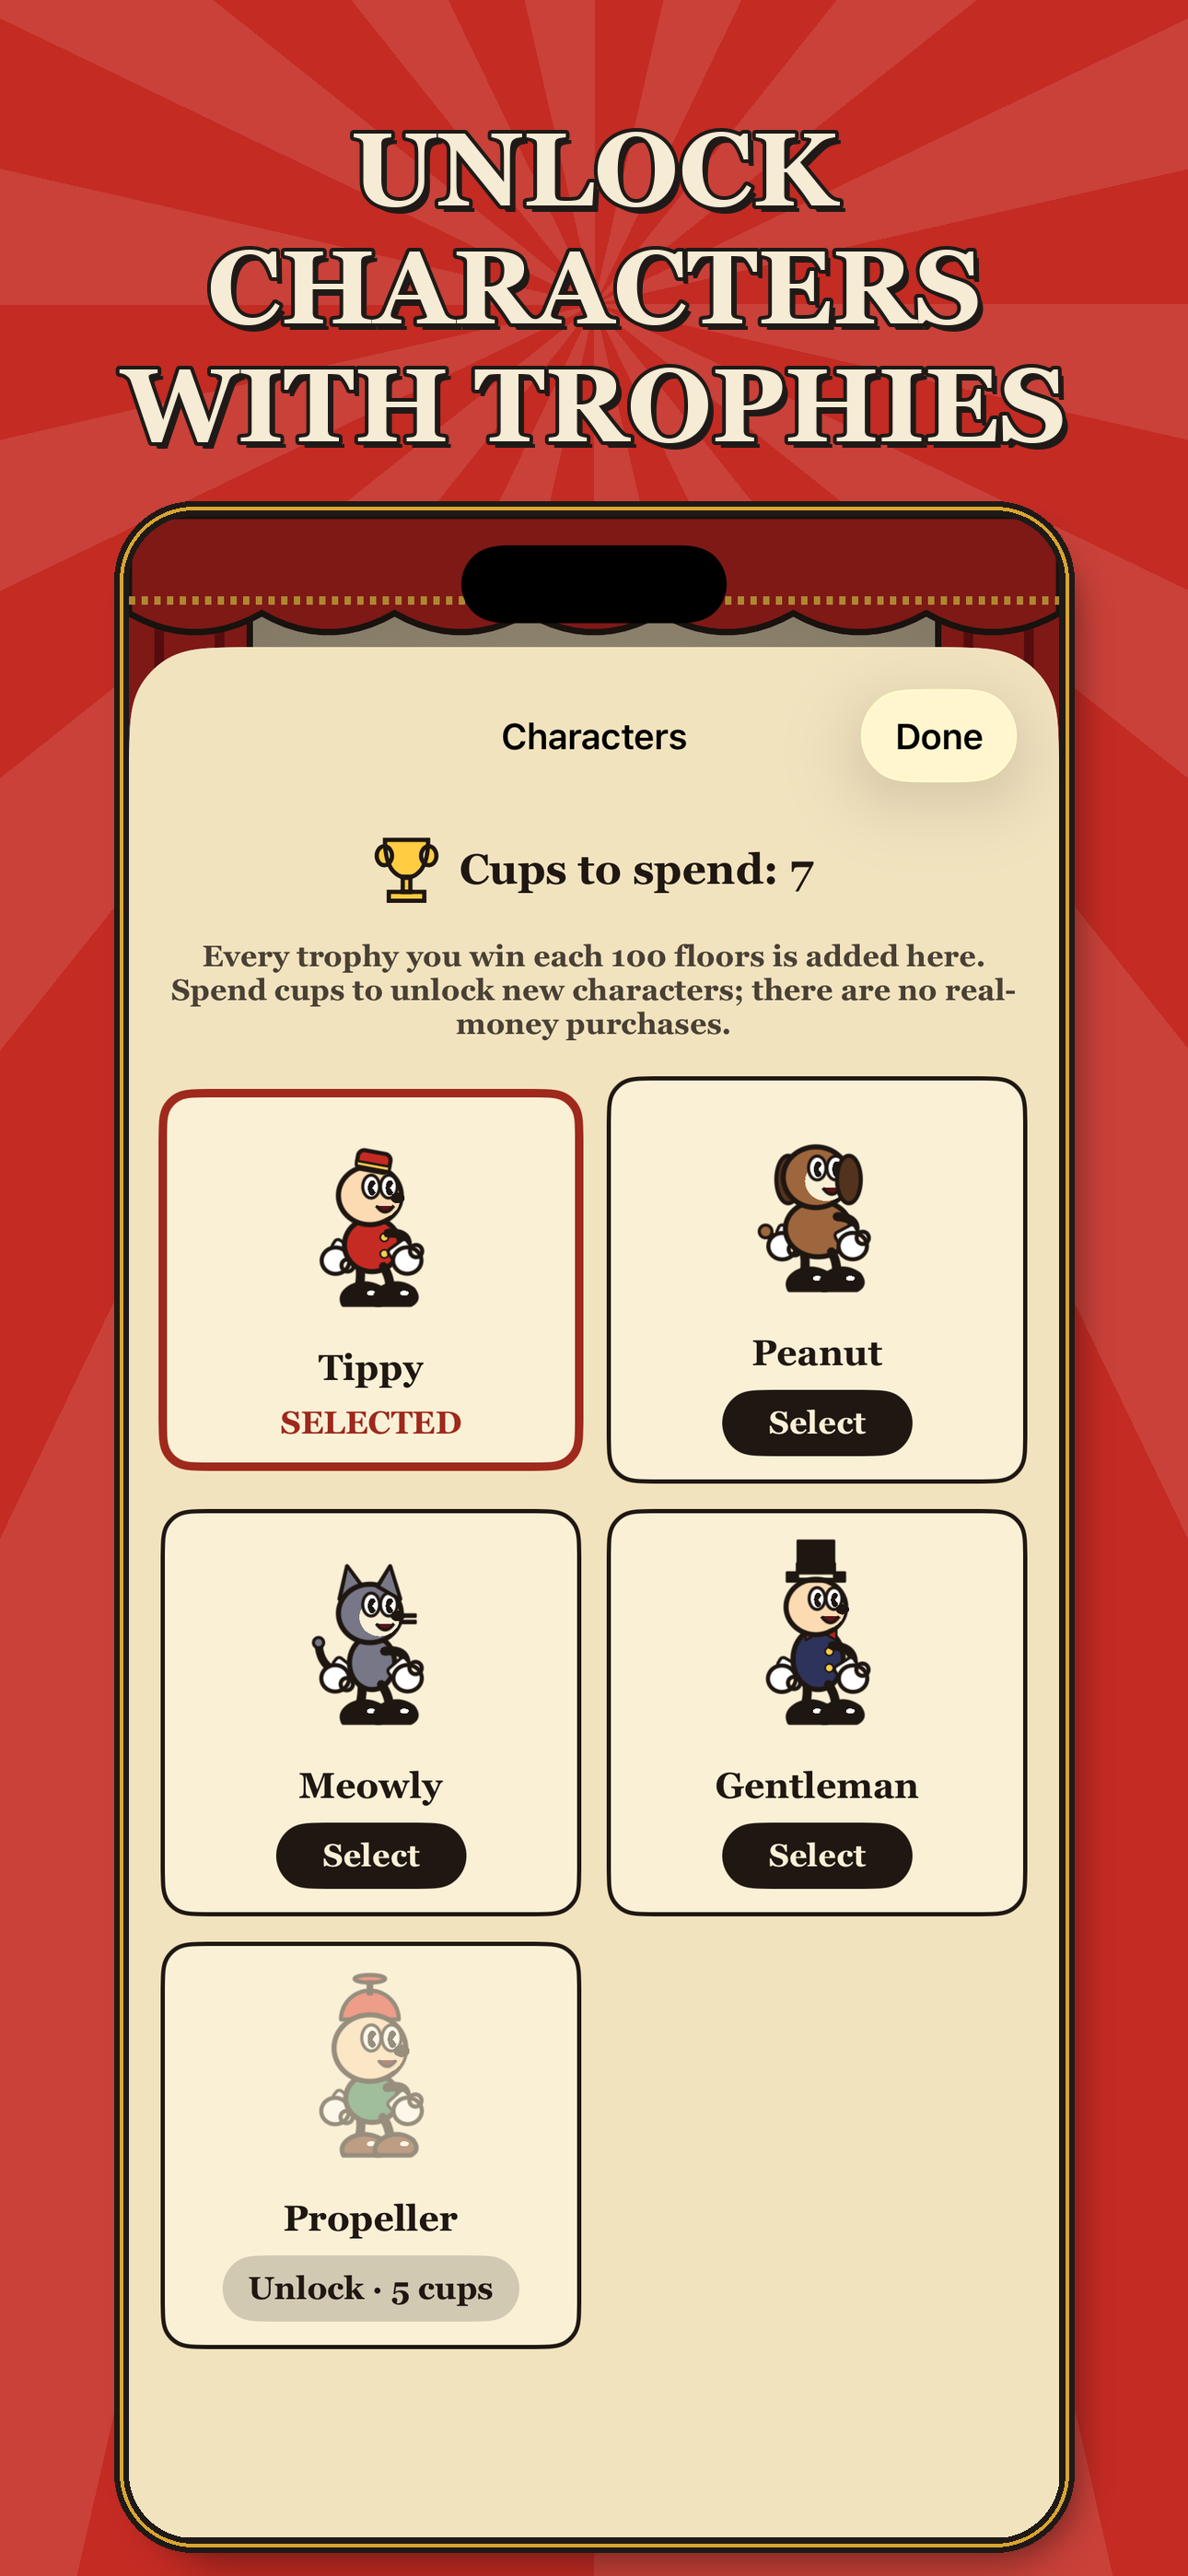 UNLOCK
CHARACTERS
WITH TROPHIES
Characters
Done
Cups to spend: 7
Every trophy you win each 100 floors is added here.
Spend cups to unlock new characters; there are no real-
money purchases.
Tippy
SELECTED
Peanut
Select
Meowly
Select
Gentleman
Select
Propeller
Unlock · 5 cups